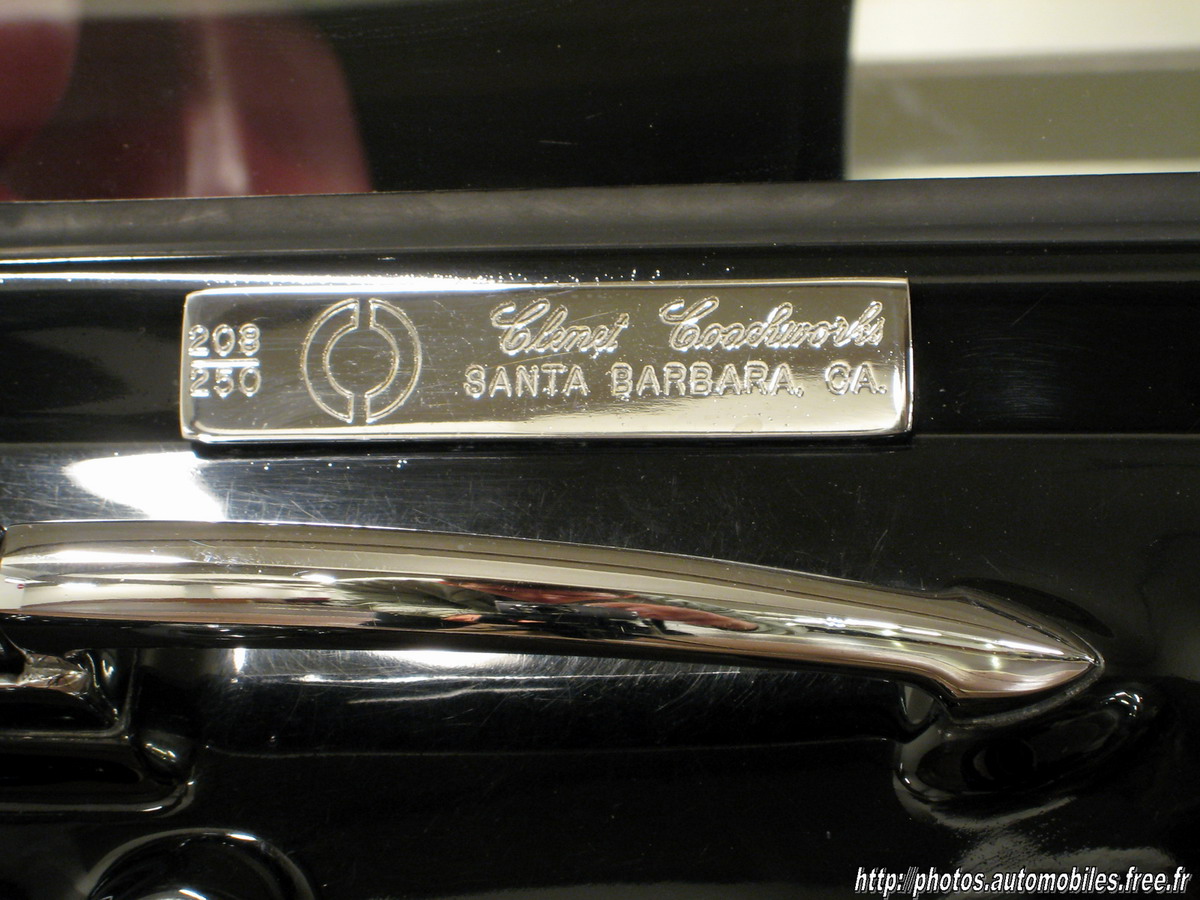 208
250
Clenet Coachworks
SANTA BARBARA, CA.
http://photos.automobiles.free.fr